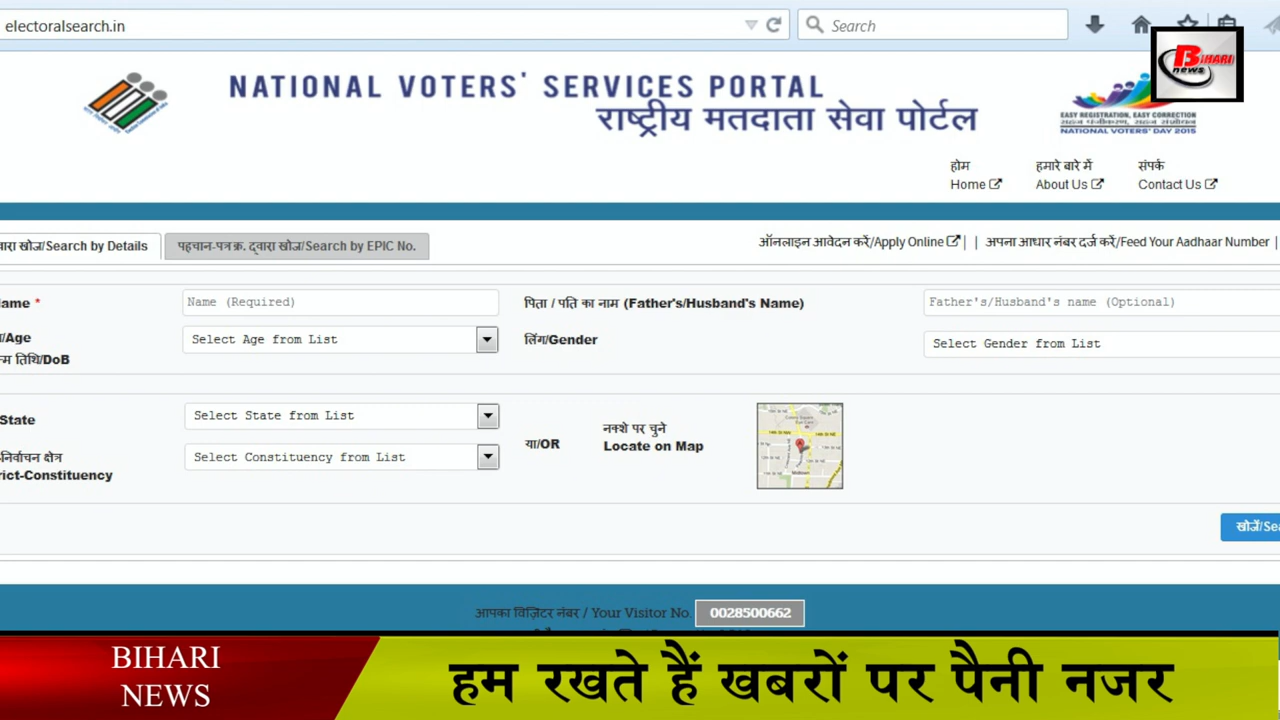 electoralsearch.in
Search
BIHARI
news
NATIONAL VOTERS' SERVICES PORTAL
राष्ट्रीय मतदाता सेवा पोर्टल
EASY REGISTRATION, EASY CORRECTION
NATIONAL VOTERS' DAY 2015
होम
Home
हमारे बारे में
About Us
संपर्क
Contact Us
खोज/Search by Details
पहचान-पत्र क्र. द्वारा खोज/Search by EPIC No.
ऑनलाइन आवेदन करें/Apply Online | | अपना आधार नंबर दर्ज करें/Feed Your Aadhaar Number |
ame * Name (Required) पिता / पति का नाम (Father's/Husband's Name) Father's/Husband's name (Optional)
/Age Select Age from List लिंग/Gender Select Gender from List
तिथि/DoB
State Select State from List
नक्शे पर चुने
या/OR
Locate on Map
निर्वाचन क्षेत्र Select Constituency from List
rict-Constituency
खोजें/Sea
आपका विज़िटर नंबर / Your Visitor No. 0028500662
BIHARI
NEWS
हम रखते हैं खबरों पर पैनी नजर